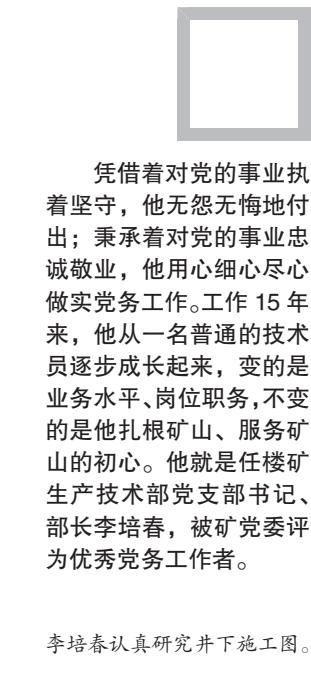 凭借着对党的事业执
着坚守，他无怨无悔地付
出；秉承着对党的事业忠
诚敬业，他用心细心尽心
做实党务工作。工作 15 年
来，他从一名普通的技术
员逐步成长起来，变的是
业务水平、岗位职务，不变
的是他扎根矿山、服务矿
山的初心。他就是任楼矿
生产技术部党支部书记、
部长李培春，被矿党委评
为优秀党务工作者。
李培春认真研究井下施工图。